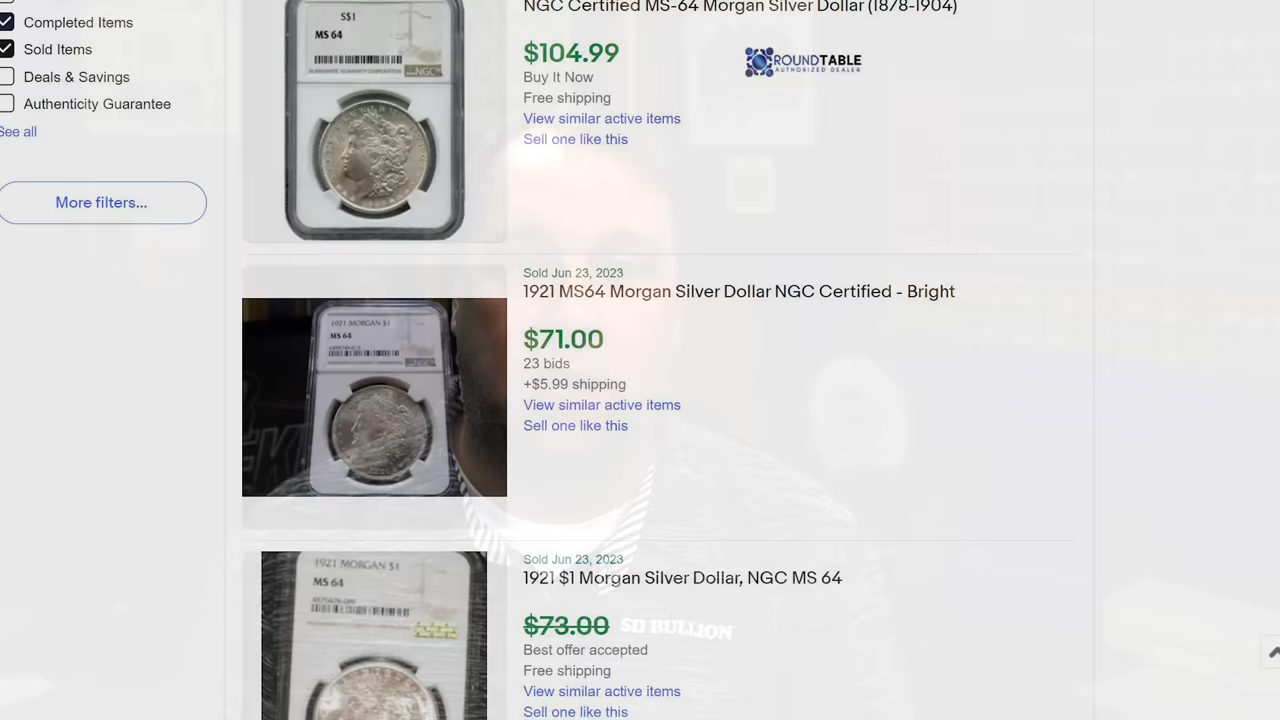 Completed Items
Sold Items
Deals & Savings
Authenticity Guarantee
See all
More filters...
S$1
MS 64
NGC
NGC Certified MS-64 Morgan Silver Dollar (1878-1904)
$104.99
Buy It Now
Free shipping
View similar active items
Sell one like this
ROUNDTABLE
AUTHORIZED DEALER
1921 MORGAN $1
MS 64
Sold Jun 23, 2023
1921 MS64 Morgan Silver Dollar NGC Certified - Bright
$71.00
23 bids
+$5.99 shipping
View similar active items
Sell one like this
1921 MORGAN $1
MS 64
Sold Jun 23, 2023
1921 $1 Morgan Silver Dollar, NGC MS 64
$73.00
Best offer accepted
Free shipping
View similar active items
Sell one like this
SD BULLION